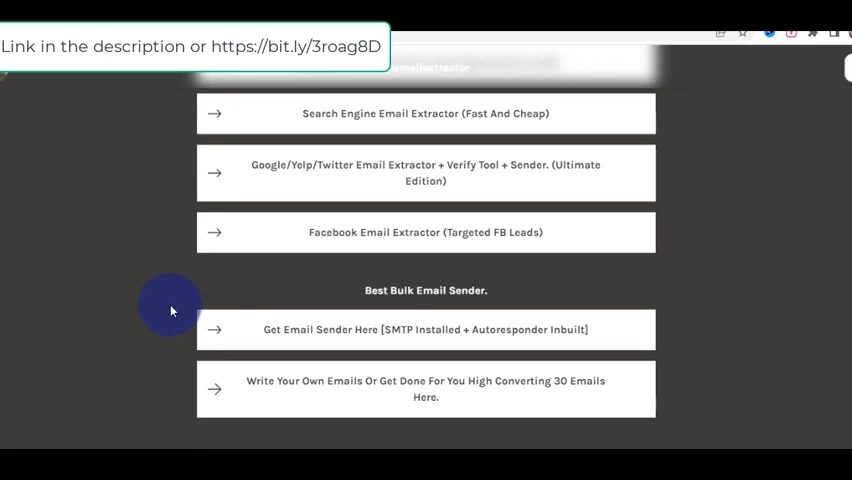 Link in the description or https://bit.ly/3roag8D
emailextractor
Search Engine Email Extractor (Fast And Cheap)
Google/Yelp/Twitter Email Extractor + Verify Tool + Sender. (Ultimate
Edition)
Facebook Email Extractor (Targeted FB Leads)
Best Bulk Email Sender.
Get Email Sender Here [SMTP Installed + Autoresponder Inbuilt]
Write Your Own Emails Or Get Done For You High Converting 30 Emails
Here.